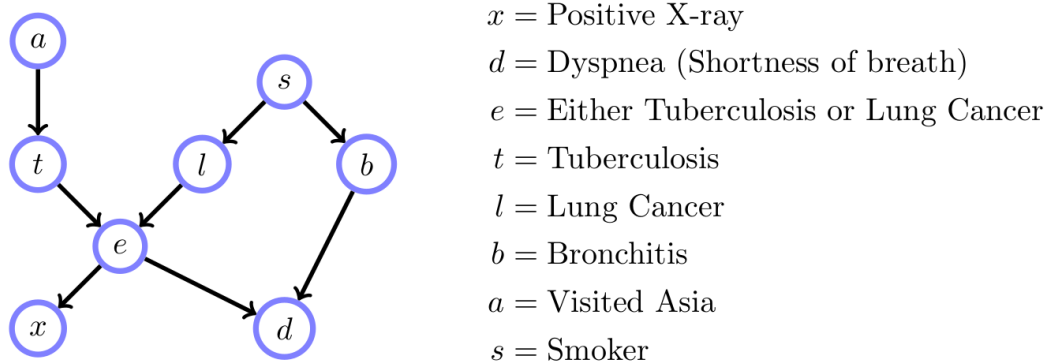 a
s
t
l
b
e
x
d
x = Positive X-ray
d = Dyspnea (Shortness of breath)
e = Either Tuberculosis or Lung Cancer
t = Tuberculosis
l = Lung Cancer
b = Bronchitis
a = Visited Asia
s = Smoker